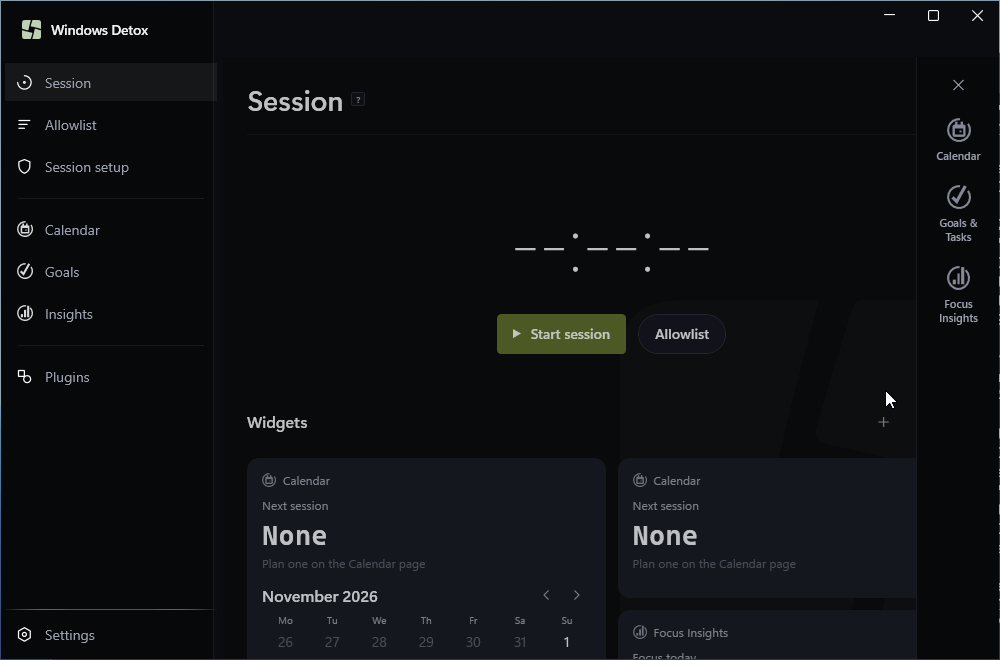 Windows Detox
Session
Allowlist
Session setup
Calendar
Goals
Insights
Plugins
Settings
Session ?
– – : – – : – –
Start session
Allowlist
Widgets
Calendar
Next session
None
Plan one on the Calendar page
November 2026
Mo Tu We Th Fr Sa Su
26 27 28 29 30 31 1
Calendar
Next session
None
Plan one on the Calendar page
Focus Insights
Focus today
Calendar
Goals &
Tasks
Focus
Insights